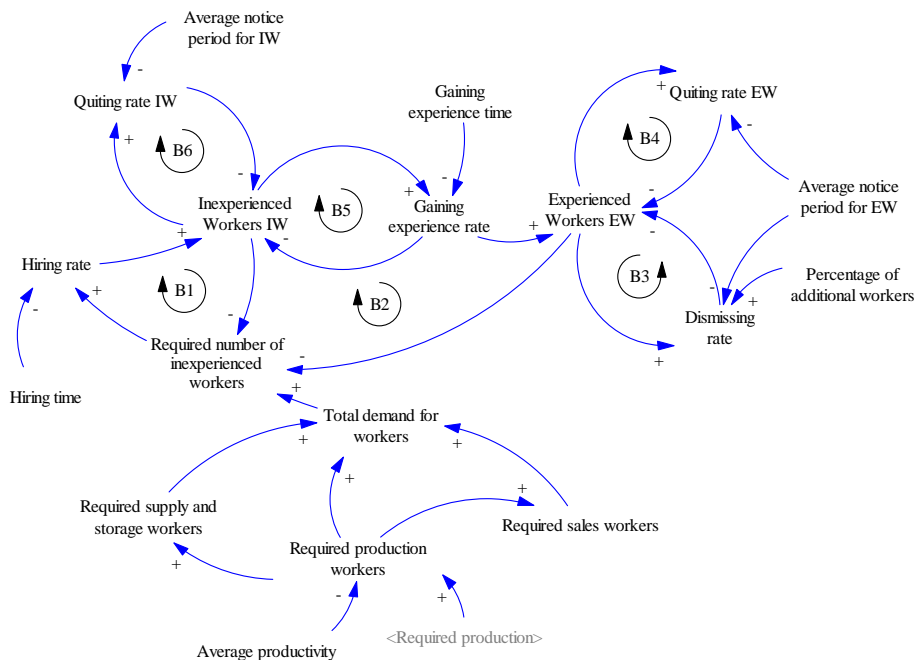 Average notice
period for IW
-
Quiting rate IW
+
B6
-
Gaining
experience time
-
+
Quiting rate EW
-
B4
-
Inexperienced
Workers IW
+
-
B5
+
Gaining
experience rate
+
Experienced
Workers EW
-
Average notice
period for EW
Hiring rate
+
-
B1
-
B2
B3
-
+
Percentage of
additional workers
Dismissing
rate
+
Required number of
inexperienced
workers
-
+
Hiring time
Total demand for
workers
+
+
+
Required supply and
storage workers
+
+
Required sales workers
Required production
workers
-
+
Average productivity
<Required production>